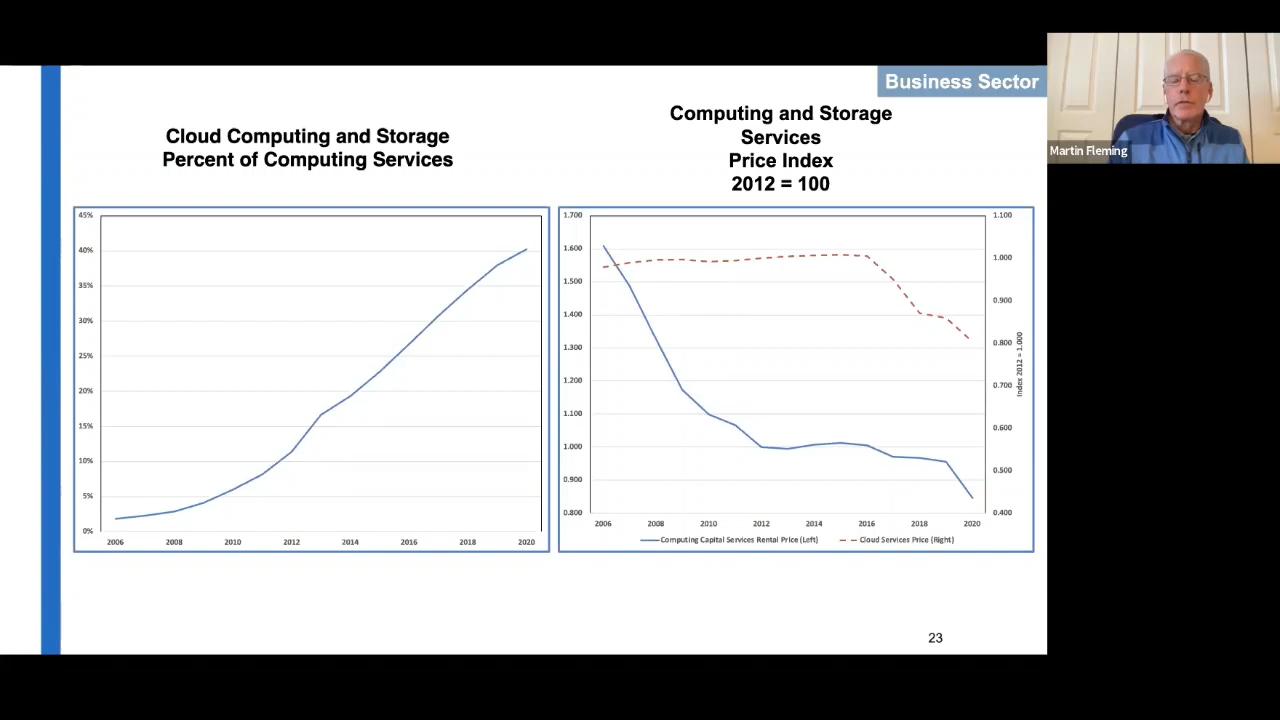 Business Sector
Martin Fleming
Cloud Computing and Storage
Percent of Computing Services
45%
40%
35%
30%
25%
20%
15%
10%
5%
0%
2006 2008 2010 2012 2014 2016 2018 2020
Computing and Storage
Services
Price Index
2012 = 100
1.700
1.600
1.500
1.400
1.300
1.200
1.100
1.000
0.900
0.800
1.100
1.000
0.900
0.800
0.700
0.600
0.500
0.400
Index 2012 = 1.000
2006 2008 2010 2012 2014 2016 2018 2020
Computing Capital Services Rental Price (Left) Cloud Services Price (Right)
23